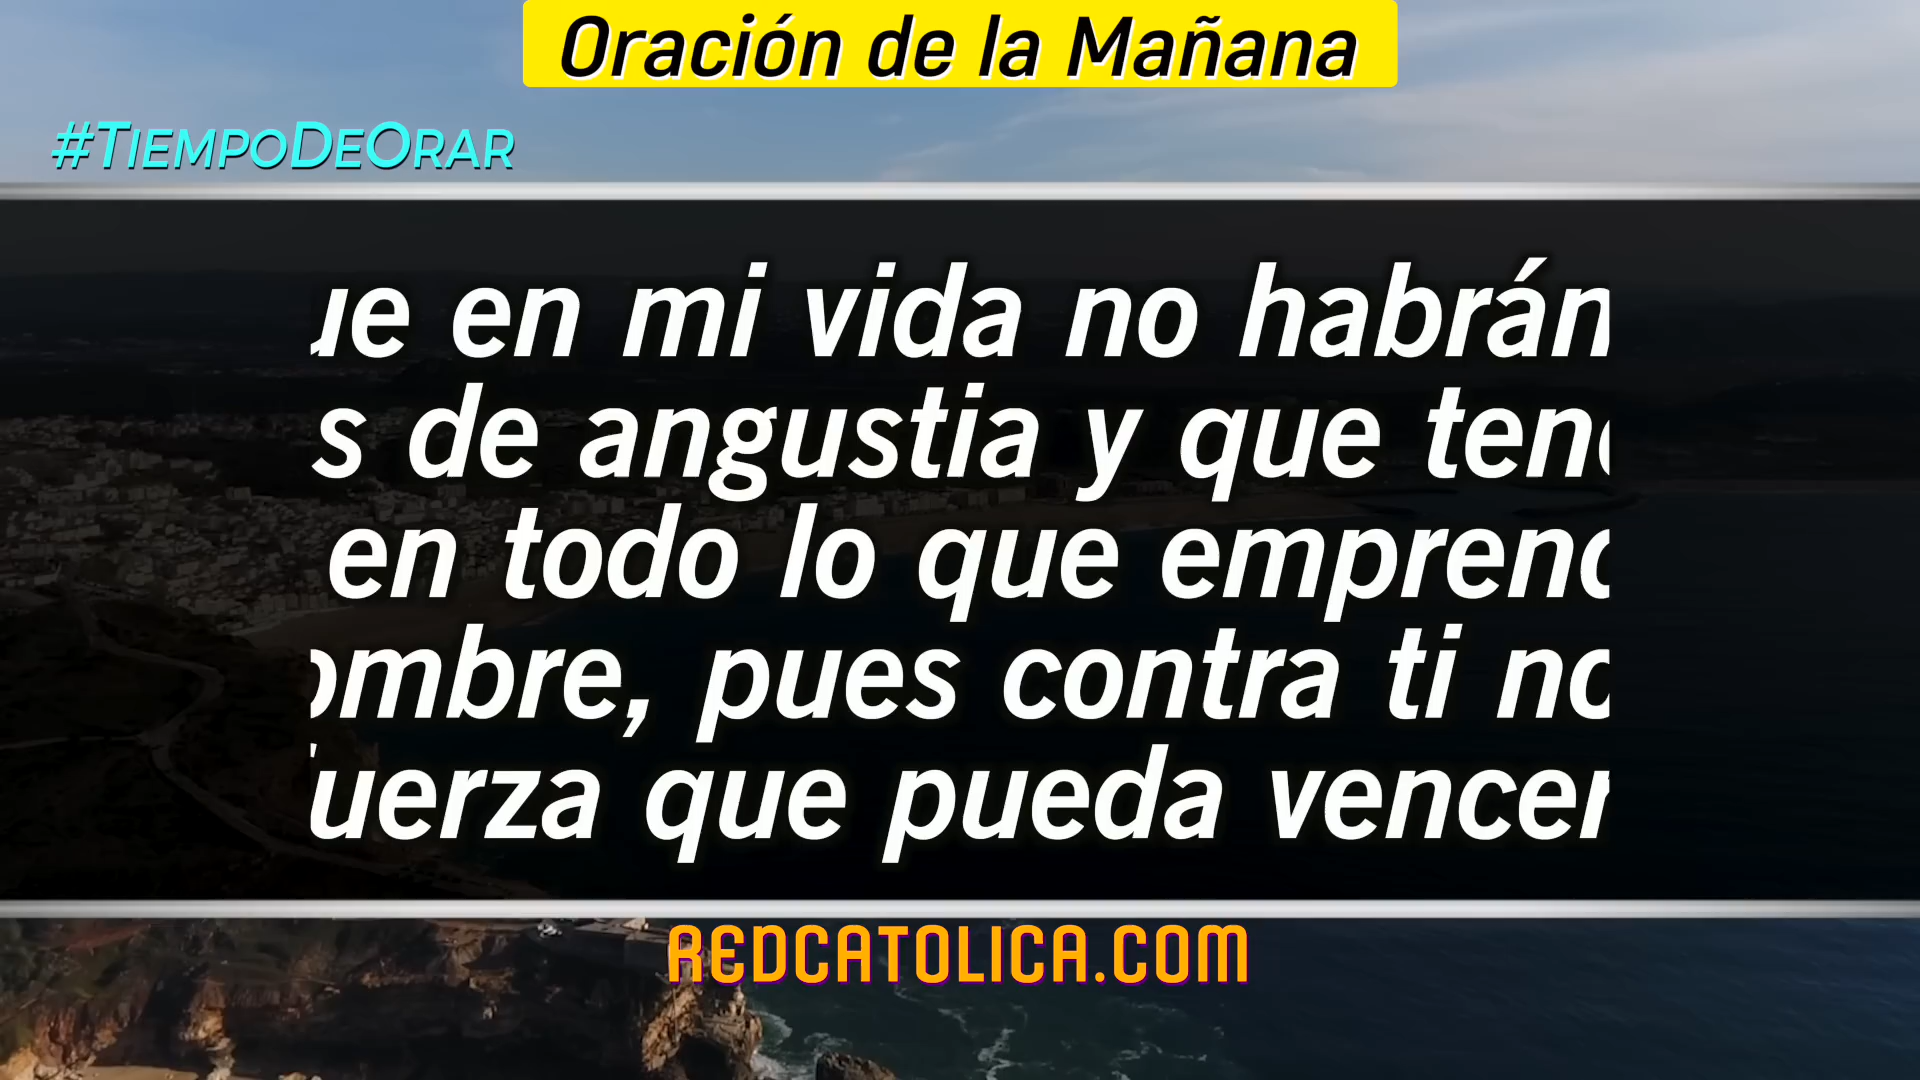 Oración de la Mañana
#TiempoDeOrar
en mi vida no habrán
de angustia y que
en todo lo que
pues contra ti
que pueda
REDCATOLICA.COM